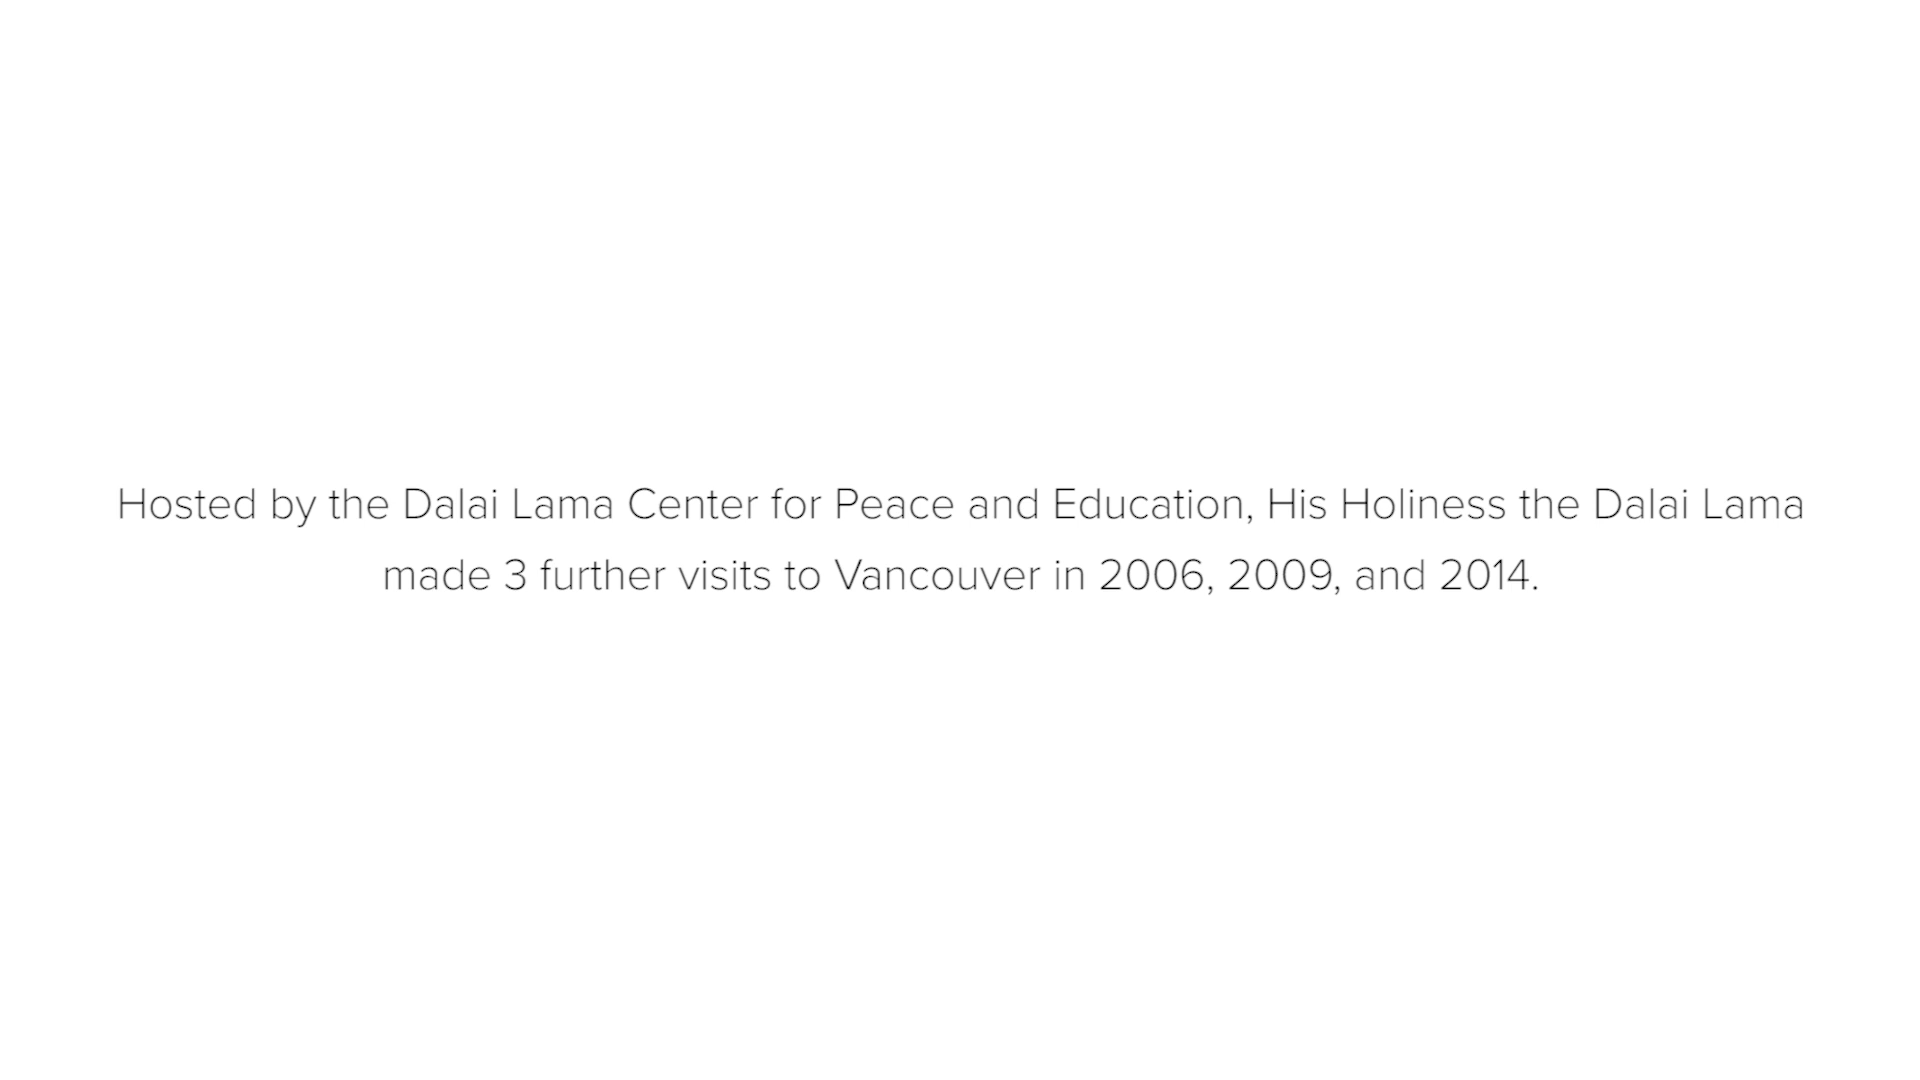 Hosted by the Dalai Lama Center for Peace and Education, His Holiness the Dalai Lama
made 3 further visits to Vancouver in 2006, 2009, and 2014.